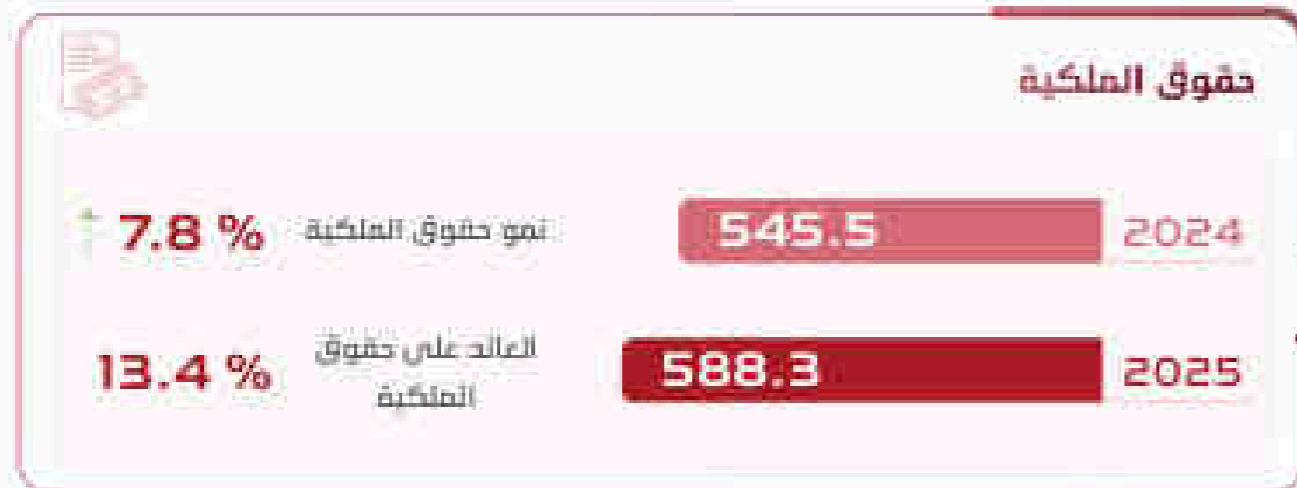 حقوق الملكية
2024
545.5
نمو حقوق الملكية
7.8 %
2025
588.3
العائد على حقوق
الملكية
13.4 %